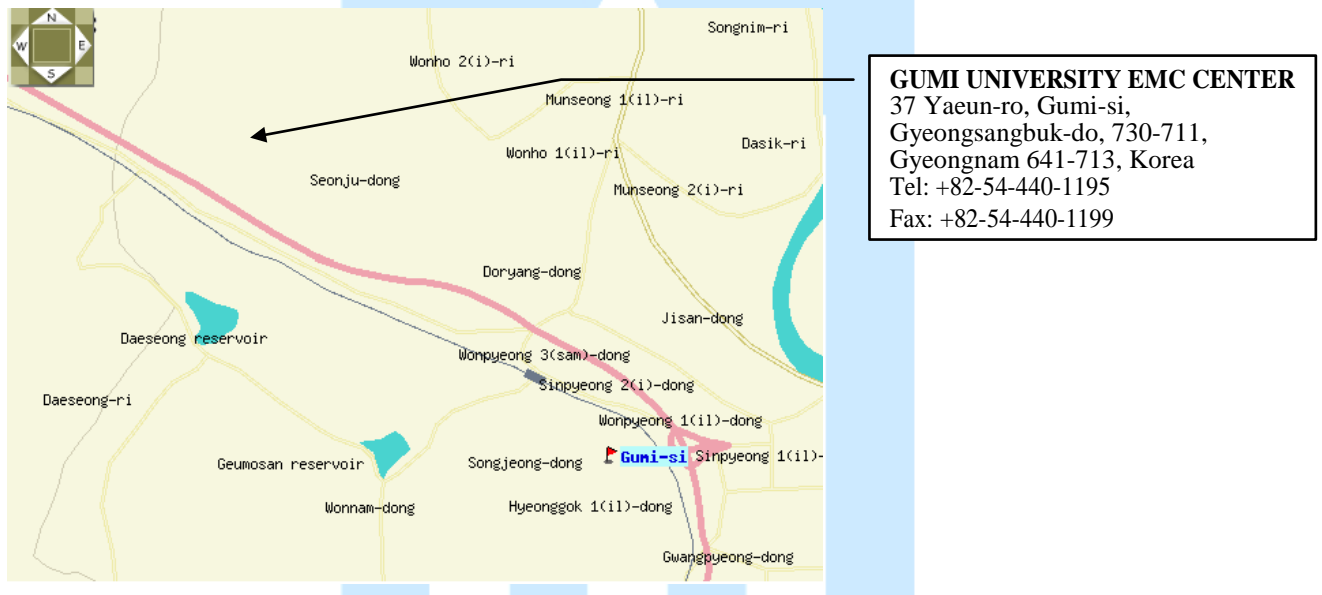 N
W
E
S
Songnim-ri
Wonho 2(i)-ri
Munseong 1(il)-ri
Dasik-ri
Wonho 1(il)-ri
Seonju-dong
Munseong 2(i)-ri
Doryang-dong
Jisan-dong
Daeseong reservoir
Wonpyeong 3(sam)-dong
Sinpyeong 2(i)-dong
Daeseong-ri
Wonpyeong 1(il)-dong
Gumi-si
Sinpyeong 1(il)-
Geumosan reservoir
Songjeong-dong
Wonnam-dong
Hyeonggok 1(il)-dong
Gwangpyeong-dong
GUMI UNIVERSITY EMC CENTER
37 Yaeun-ro, Gumi-si,
Gyeongsangbuk-do, 730-711,
Gyeongnam 641-713, Korea
Tel: +82-54-440-1195
Fax: +82-54-440-1199